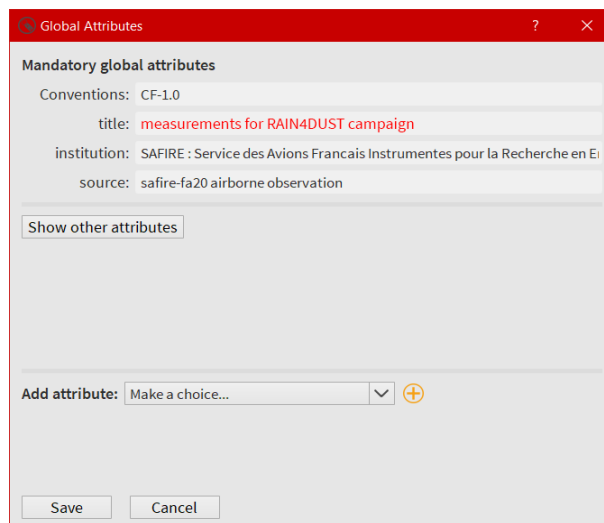 Global Attributes ? ×
Mandatory global attributes
Conventions: CF-1.0
title: measurements for RAIN4DUST campaign
institution: SAFIRE : Service des Avions Francais Instrumentes pour la Recherche en
source: safire-fa20 airborne observation
Show other attributes
Add attribute: Make a choice...
Save Cancel